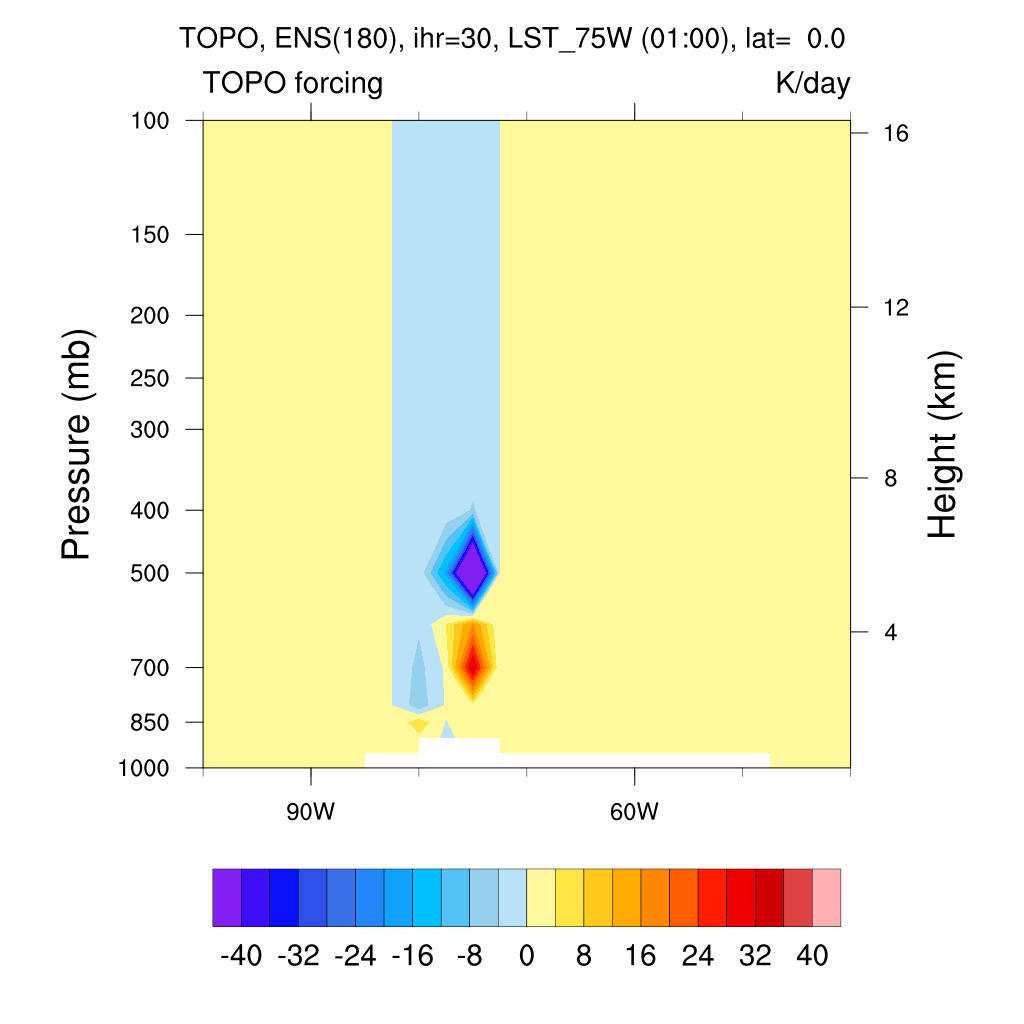 TOPO, ENS(180), ihr=30, LST_75W (01:00), lat=  0.0
TOPO forcing
K/day
100
150
200
250
300
400
500
700
850
1000
Pressure (mb)
16
12
8
4
Height (km)
90W
60W
-40 -32 -24 -16 -8 0 8 16 24 32 40